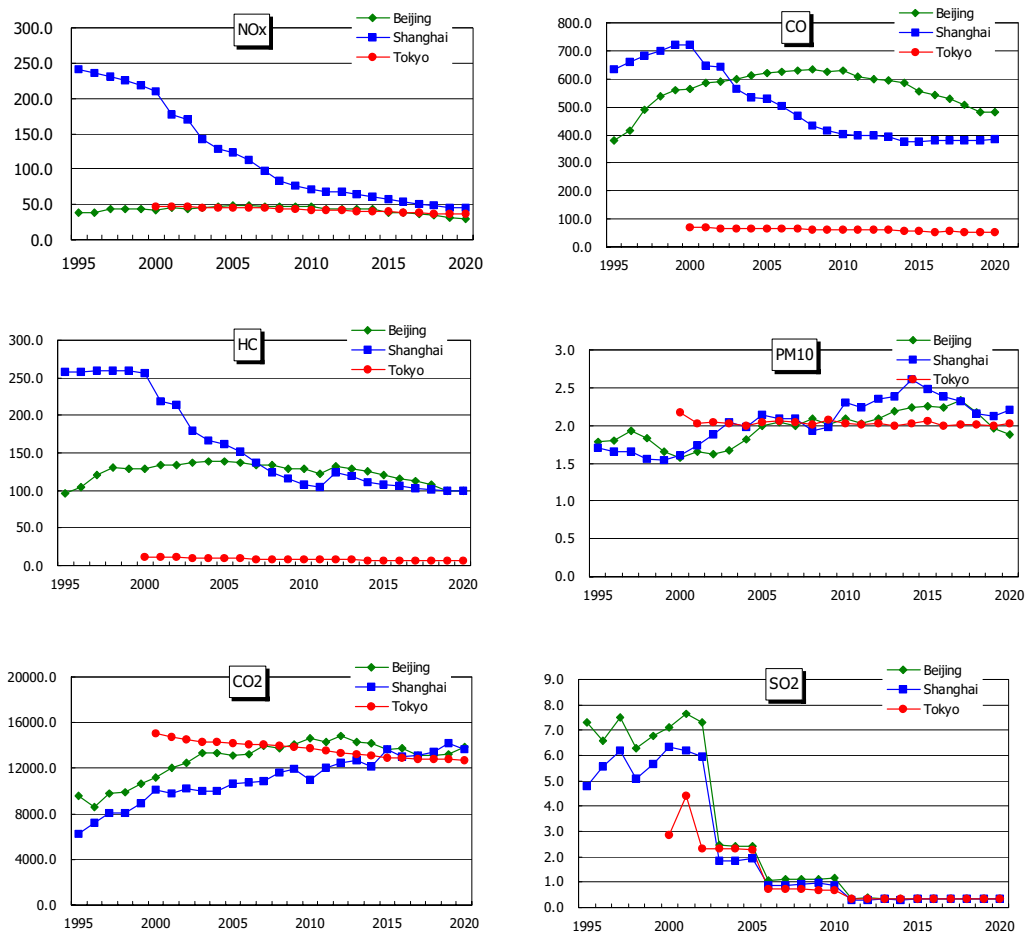 NOx
Beijing
Shanghai
Tokyo
300.0
250.0
200.0
150.0
100.0
50.0
0.0
1995 2000 2005 2010 2015 2020
CO
Beijing
Shanghai
Tokyo
800.0
700.0
600.0
500.0
400.0
300.0
200.0
100.0
0.0
1995 2000 2005 2010 2015 2020
HC
Beijing
Shanghai
Tokyo
300.0
250.0
200.0
150.0
100.0
50.0
0.0
1995 2000 2005 2010 2015 2020
PM10
Beijing
Shanghai
Tokyo
3.0
2.5
2.0
1.5
1.0
0.5
0.0
1995 2000 2005 2010 2015 2020
CO2
Beijing
Shanghai
Tokyo
20000.0
16000.0
12000.0
8000.0
4000.0
0.0
1995 2000 2005 2010 2015 2020
SO2
Beijing
Shanghai
Tokyo
9.0
8.0
7.0
6.0
5.0
4.0
3.0
2.0
1.0
0.0
1995 2000 2005 2010 2015 2020